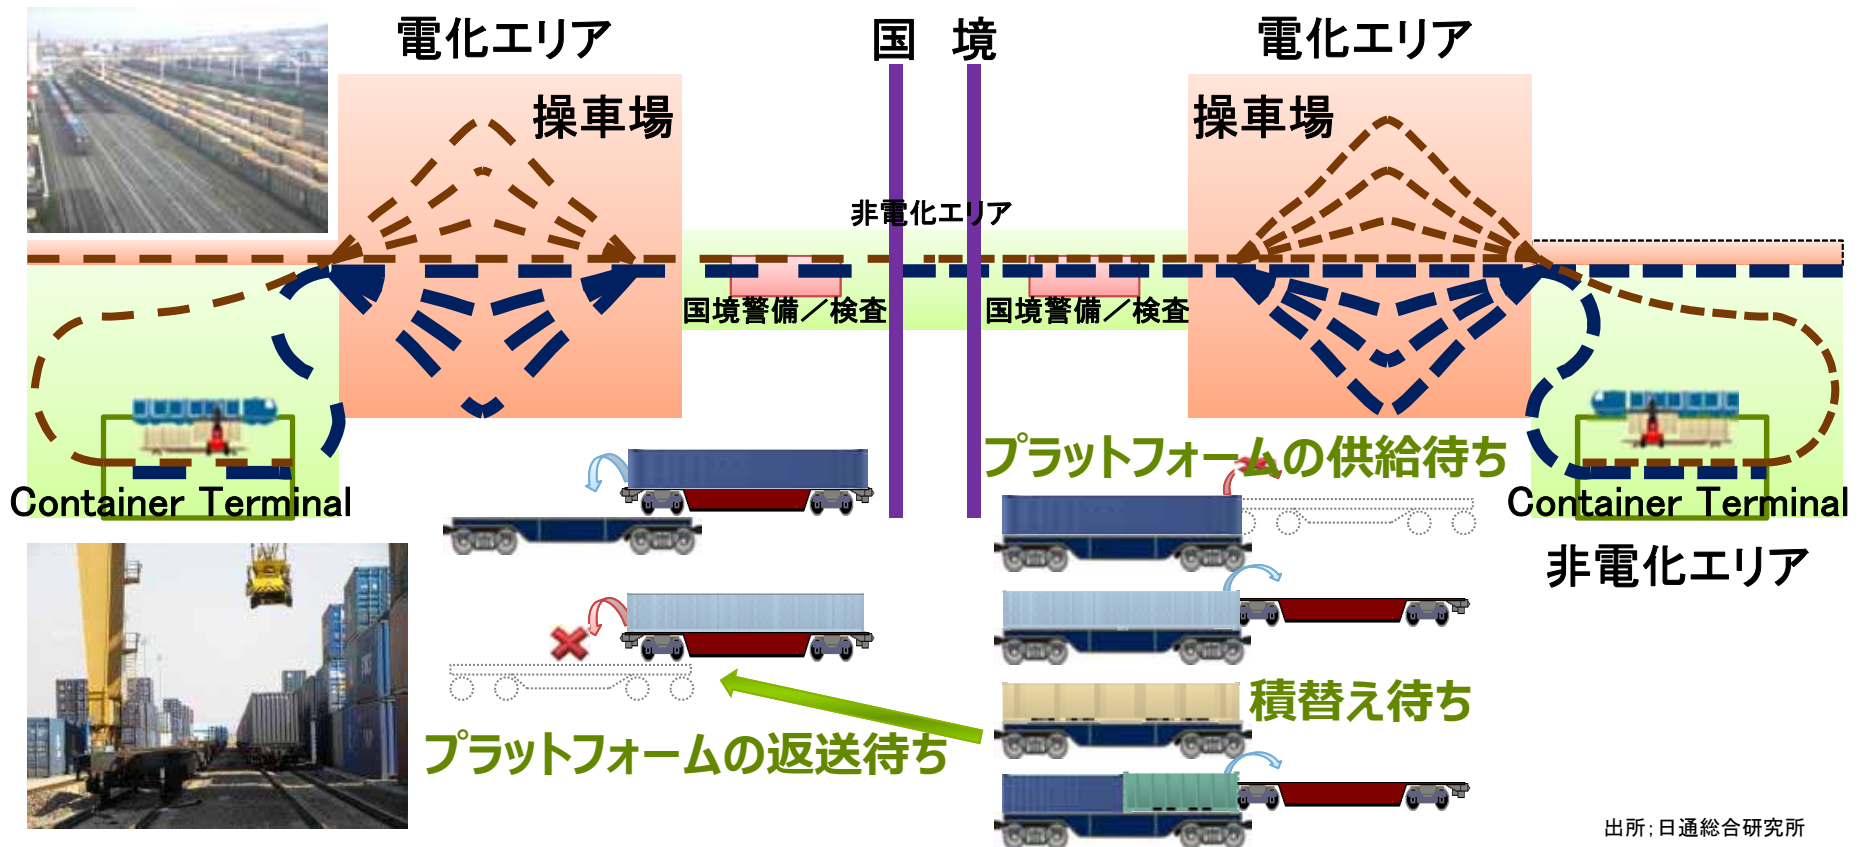 電化エリア
国 境
電化エリア
操車場
操車場
非電化エリア
国境警備／検査
国境警備／検査
Container Terminal
プラットフォームの供給待ち
Container Terminal
非電化エリア
積替え待ち
プラットフォームの返送待ち
出所；日通総合研究所